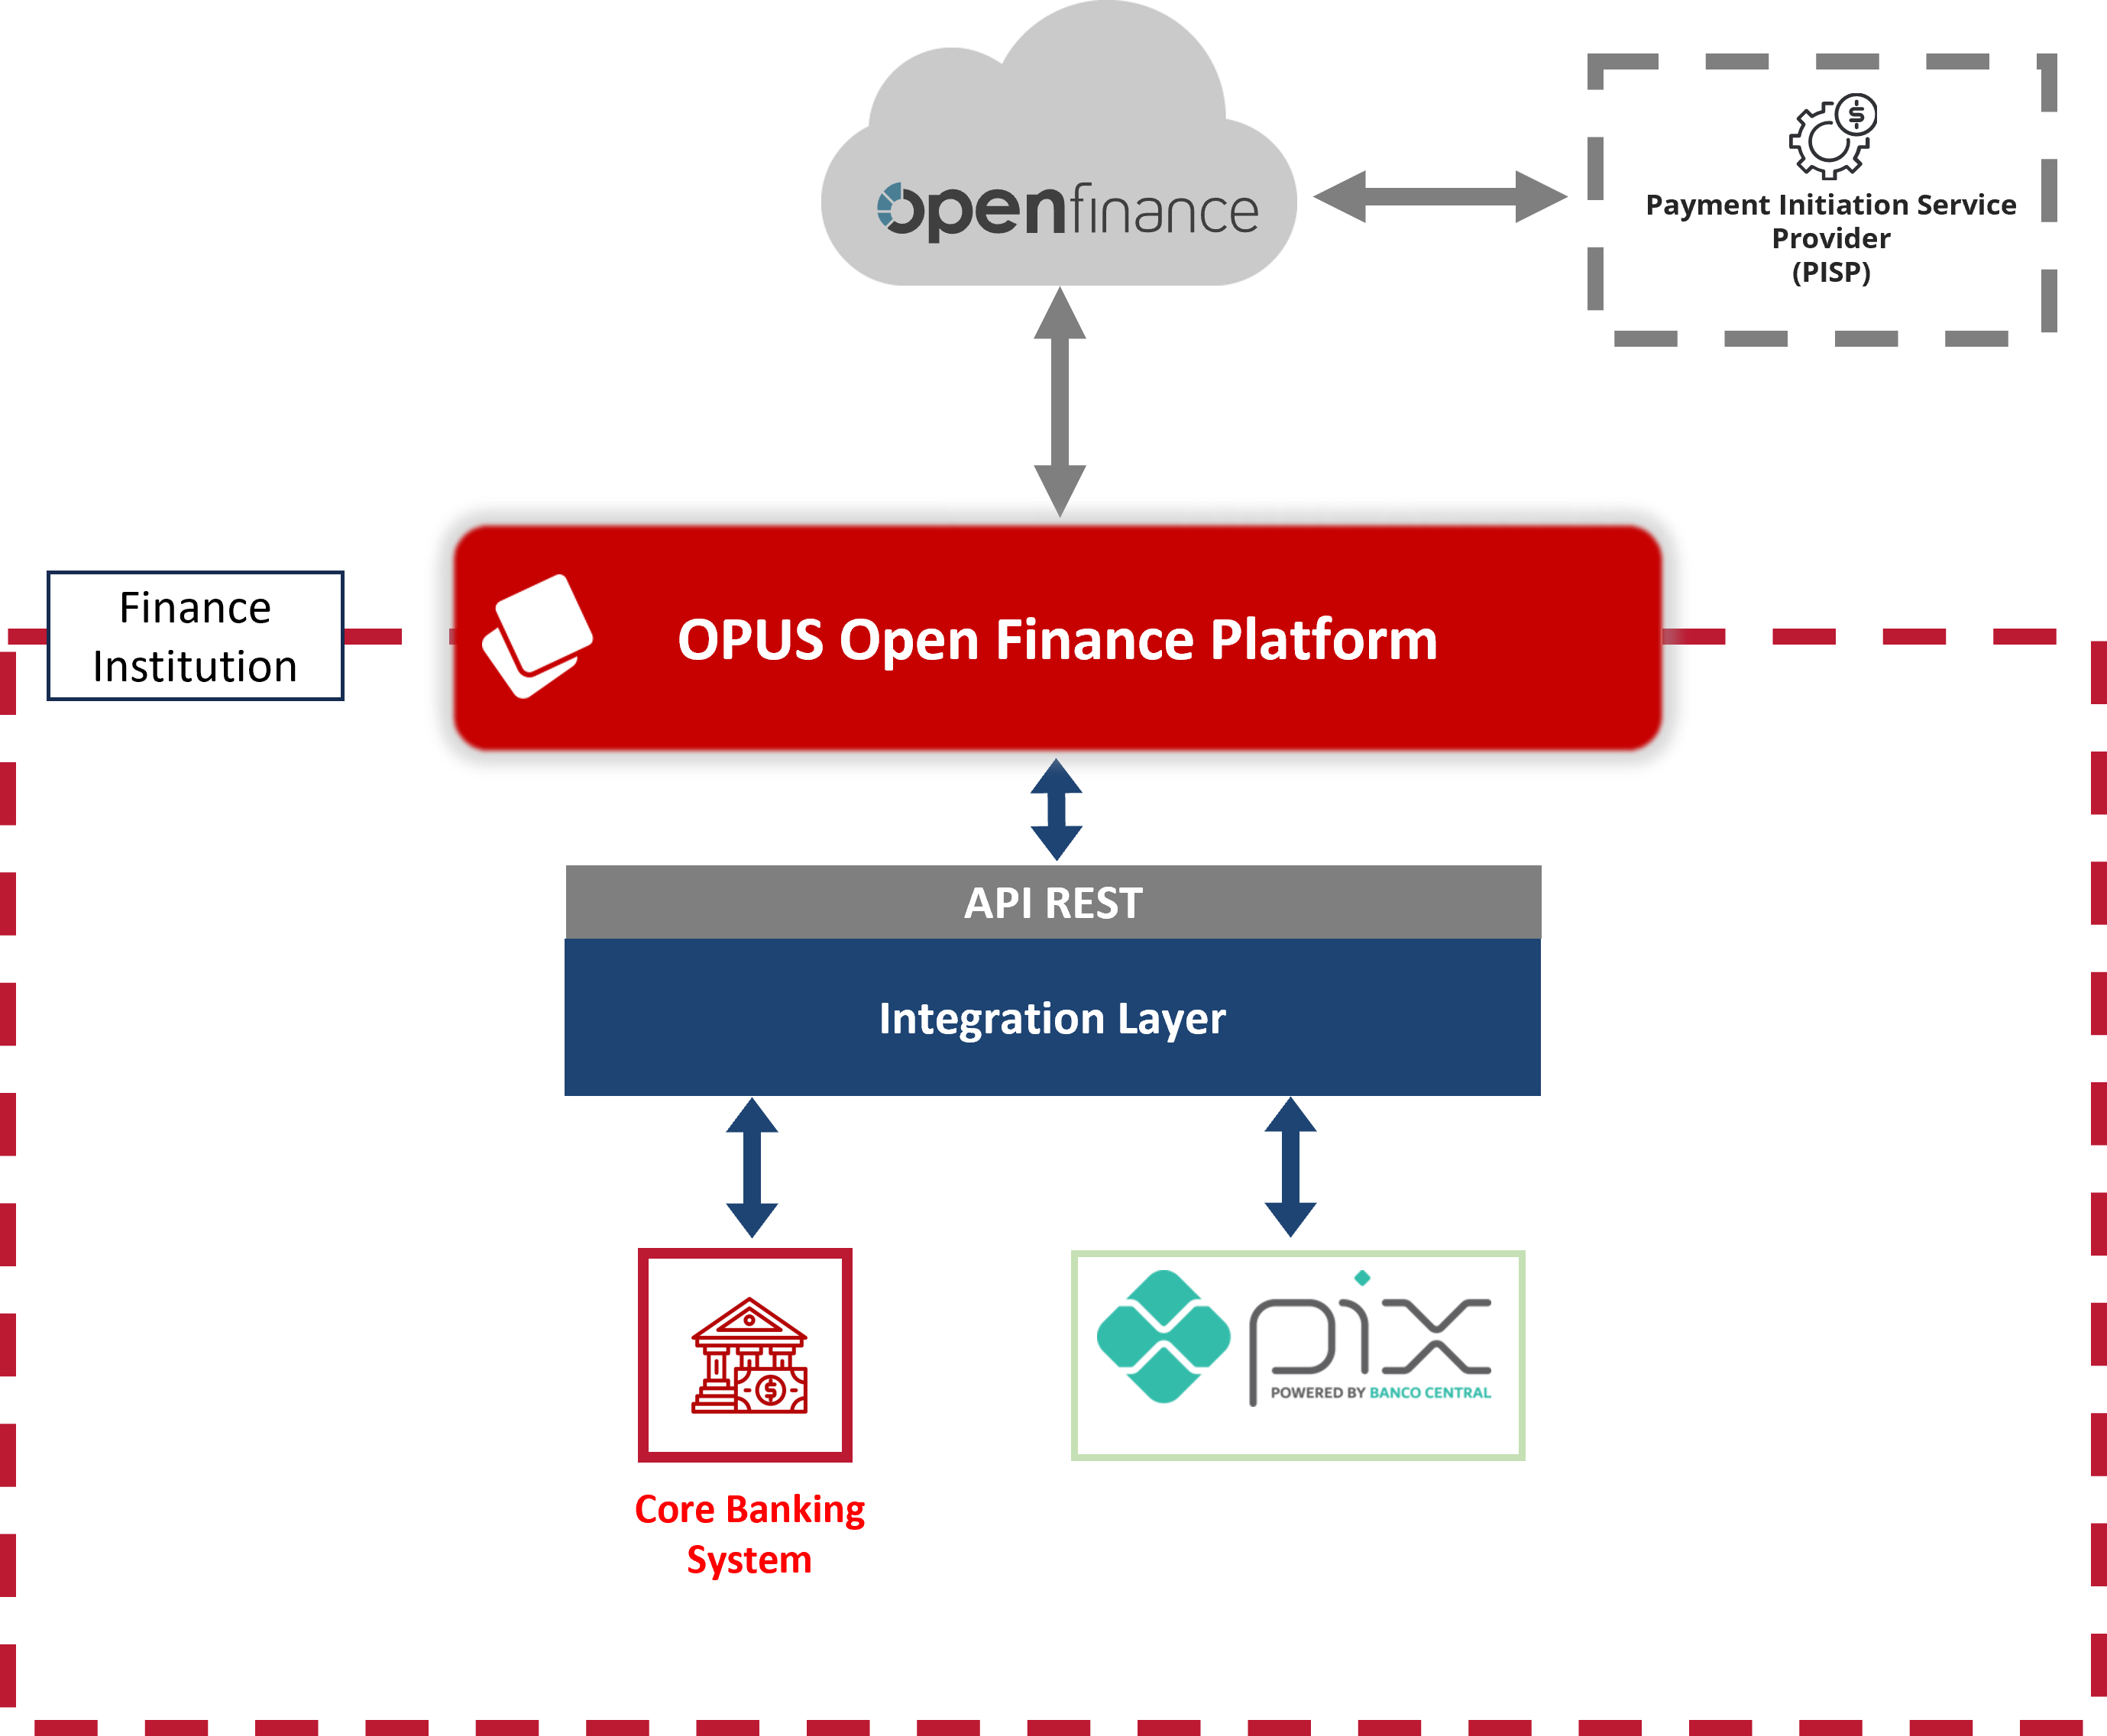 openfinance
Payment Initiation Service
Provider
(PISP)
Finance
Institution
OPUS Open Finance Platform
API REST
Integration Layer
pix
POWERED BY BANCO CENTRAL
Core Banking
System